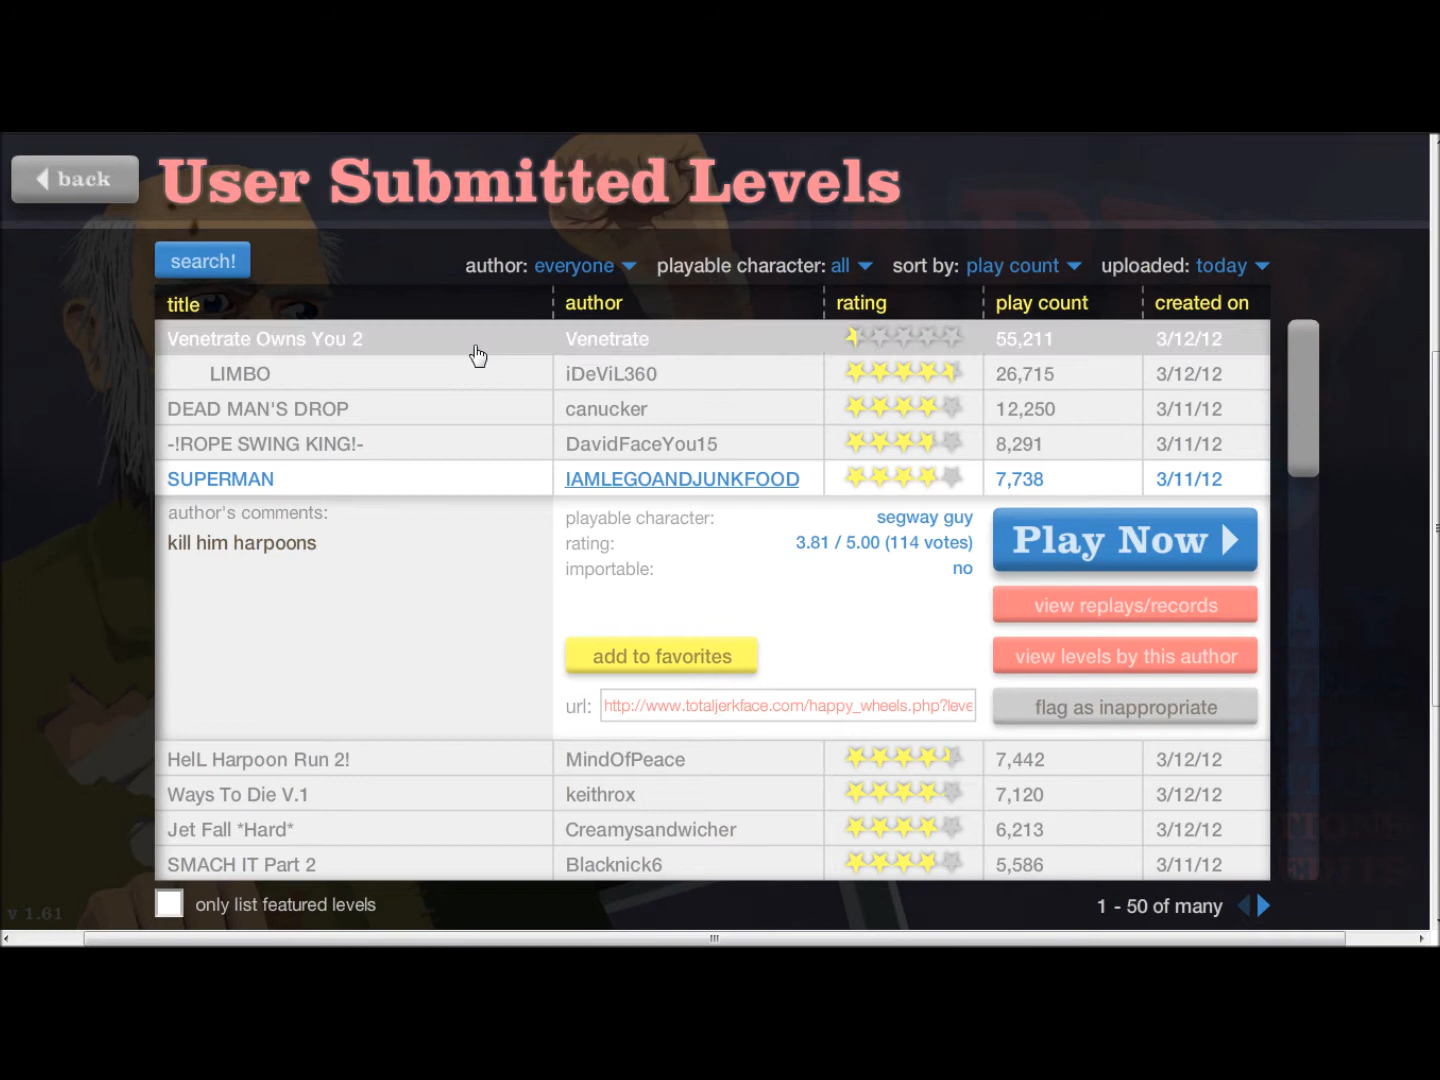 back
User Submitted Levels
search!
author: everyone playable character: all sort by: play count uploaded: today
title author rating play count created on
Venetrate Owns You 2 Venetrate 55,211 3/12/12
LIMBO iDeViL360 26,715 3/12/12
DEAD MAN'S DROP canucker 12,250 3/11/12
-!ROPE SWING KING!- DavidFaceYou15 8,291 3/11/12
SUPERMAN IAMLEGOANDJUNKFOOD 7,738 3/11/12
author's comments:
kill him harpoons
playable character: segway guy
rating: 3.81 / 5.00 (114 votes)
importable: no
Play Now
view replays/records
add to favorites
view levels by this author
url: http://www.totaljerkface.com/happy_wheels.php?leve
flag as inappropriate
HelL Harpoon Run 2! MindOfPeace 7,442 3/12/12
Ways To Die V.1 keithrox 7,120 3/12/12
Jet Fall *Hard* Creamysandwicher 6,213 3/12/12
SMACH IT Part 2 Blacknick6 5,586 3/11/12
only list featured levels
1 - 50 of many
v 1.61